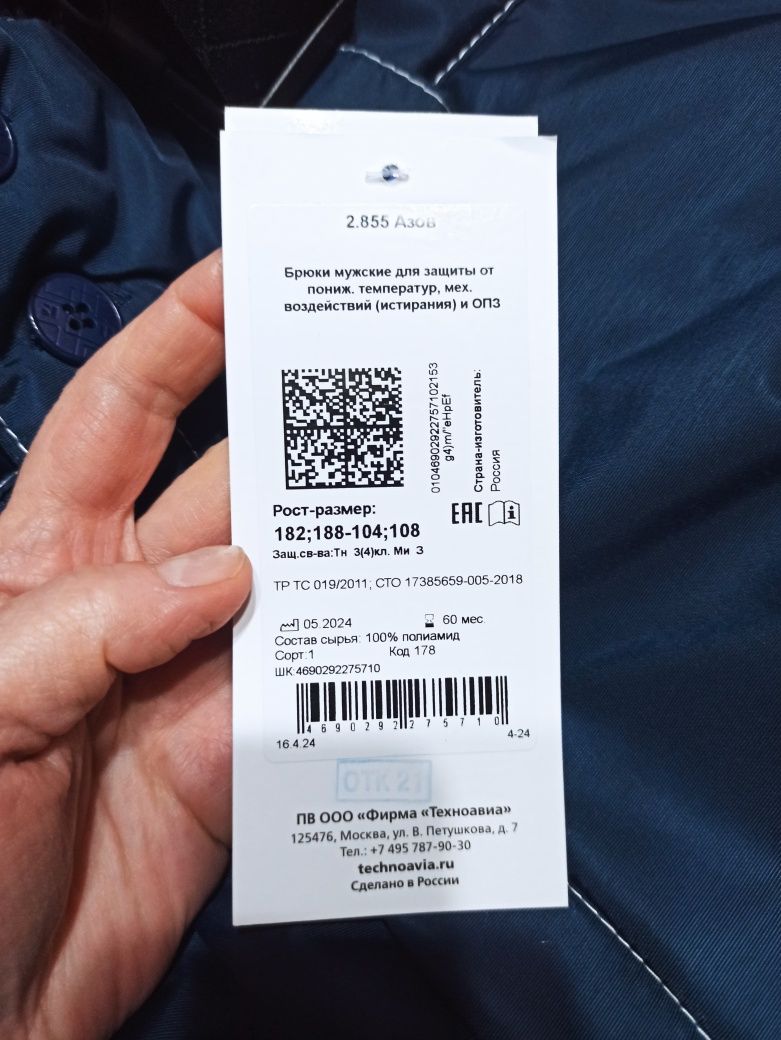 2.855 Азов
Брюки мужские для защиты от
пониж. температур, мех.
воздействий (истирания) и ОПЗ
01046902922757102153
g4)m/"eHpEf
Страна-изготовитель:
Россия
Рост-размер:
182;188-104;108
EAC
Защ.св-ва:Тн 3(4)кл. Ми З
ТР ТС 019/2011; СТО 17385659-005-2018
05.2024 60 мес.
Состав сырья: 100% полиамид
Сорт:1 Код 178
ШК:4690292275710
4 690292 275710
16.4.24 4-24
ОТК 21
ПВ ООО «Фирма «Техноавиа»
125476, Москва, ул. В. Петушкова, д. 7
Тел.: +7 495 787-90-30
technoavia.ru
Сделано в России